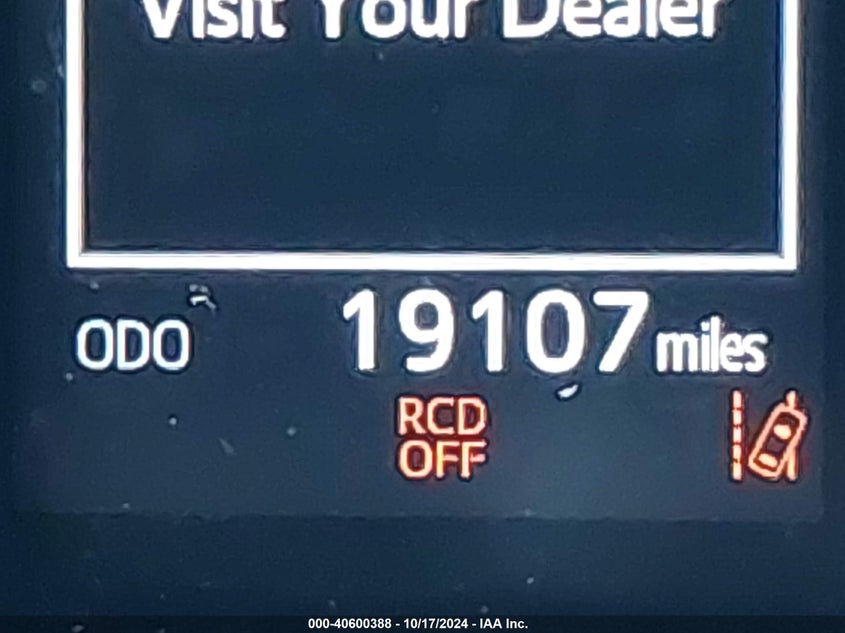 Visit Your Dealer
ODO 19107 miles
RCD
OFF
000-40600388 - 10/17/2024 - IAA Inc.